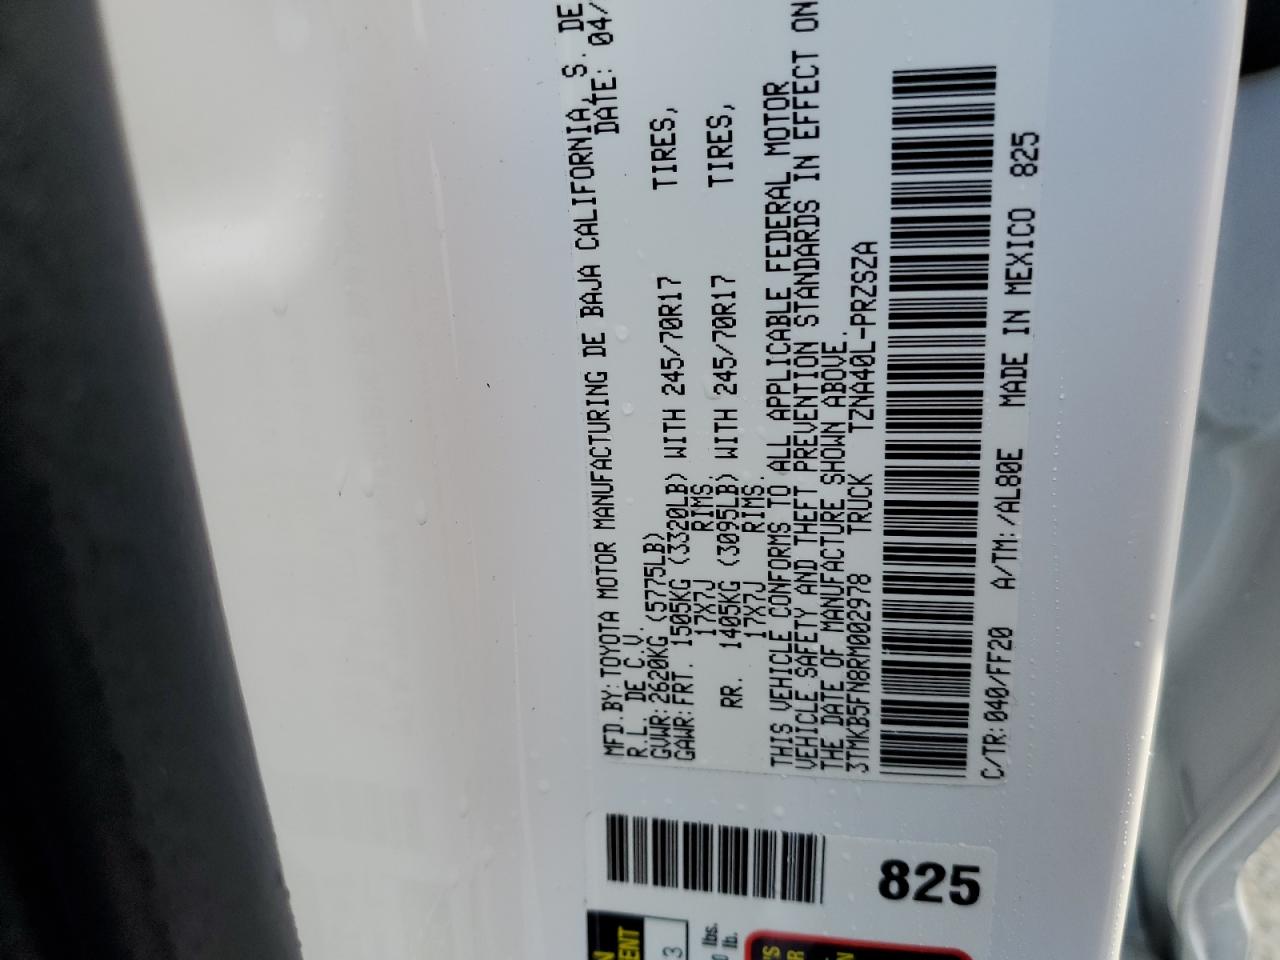 MFD.BY:TOYOTA MOTOR MANUFACTURING DE BAJA CALIFORNIA, S. DE
R.L. DE C.V. DATE: 04/
GVWR:2620KG (5775LB)
GAWR:FRT. 1505KG (3320LB) WITH 245/70R17 TIRES,
17X7J RIMS.
RR. 1405KG (3095LB) WITH 245/70R17 TIRES,
17X7J RIMS.
THIS VEHICLE CONFORMS TO ALL APPLICABLE FEDERAL MOTOR
VEHICLE SAFETY AND THEFT PREVENTION STANDARDS IN EFFECT ON
THE DATE OF MANUFACTURE SHOWN ABOVE.
3TMKB5FN8RM002978 TRUCK TZNA40L-PRZSZA
C/TR:040/FF20 A/TM:/AL80E MADE IN MEXICO 825
825
lbs.
lb.